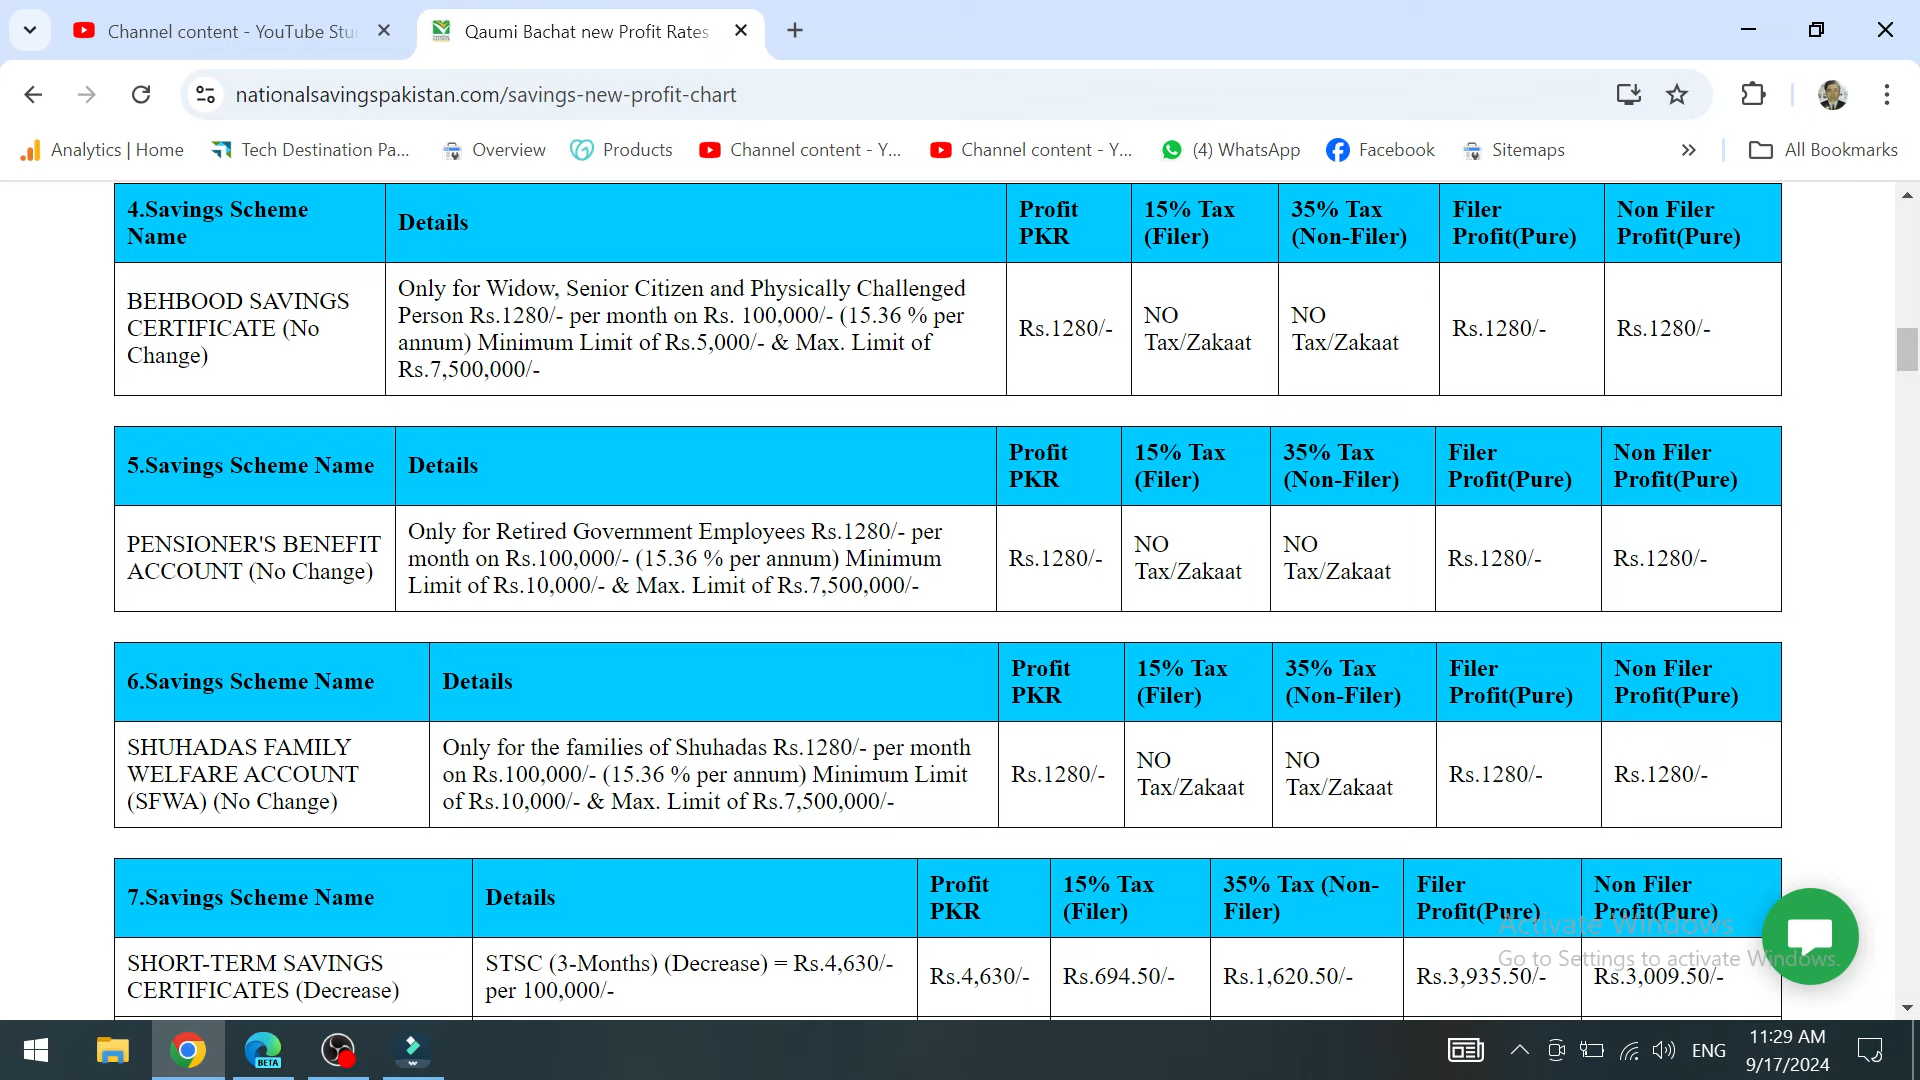 Channel content - YouTube Stu
Qaumi Bachat new Profit Rates
nationalsavingspakistan.com/savings-new-profit-chart
Analytics | Home
Tech Destination Pa...
Overview
Products
Channel content - Y...
Channel content - Y...
(4) WhatsApp
Facebook
Sitemaps
All Bookmarks
4.Savings Scheme
Name
Details
Profit
PKR
15% Tax
(Filer)
35% Tax
(Non-Filer)
Filer
Profit(Pure)
Non Filer
Profit(Pure)
BEHBOOD SAVINGS
CERTIFICATE (No
Change)
Only for Widow, Senior Citizen and Physically Challenged
Person Rs.1280/- per month on Rs. 100,000/- (15.36 % per
annum) Minimum Limit of Rs.5,000/- & Max. Limit of
Rs.7,500,000/-
Rs.1280/-
NO
Tax/Zakaat
NO
Tax/Zakaat
Rs.1280/-
Rs.1280/-
5.Savings Scheme Name
Details
Profit
PKR
15% Tax
(Filer)
35% Tax
(Non-Filer)
Filer
Profit(Pure)
Non Filer
Profit(Pure)
PENSIONER'S BENEFIT
ACCOUNT (No Change)
Only for Retired Government Employees Rs.1280/- per
month on Rs.100,000/- (15.36 % per annum) Minimum
Limit of Rs.10,000/- & Max. Limit of Rs.7,500,000/-
Rs.1280/-
NO
Tax/Zakaat
NO
Tax/Zakaat
Rs.1280/-
Rs.1280/-
6.Savings Scheme Name
Details
Profit
PKR
15% Tax
(Filer)
35% Tax
(Non-Filer)
Filer
Profit(Pure)
Non Filer
Profit(Pure)
SHUHADAS FAMILY
WELFARE ACCOUNT
(SFWA) (No Change)
Only for the families of Shuhadas Rs.1280/- per month
on Rs.100,000/- (15.36 % per annum) Minimum Limit
of Rs.10,000/- & Max. Limit of Rs.7,500,000/-
Rs.1280/-
NO
Tax/Zakaat
NO
Tax/Zakaat
Rs.1280/-
Rs.1280/-
7.Savings Scheme Name
Details
Profit
PKR
15% Tax
(Filer)
35% Tax (Non-
Filer)
Filer
Profit(Pure)
Non Filer
Profit(Pure)
SHORT-TERM SAVINGS
CERTIFICATES (Decrease)
STSC (3-Months) (Decrease) = Rs.4,630/-
per 100,000/-
Rs.4,630/-
Rs.694.50/-
Rs.1,620.50/-
Rs.3,935.50/-
Rs.3,009.50/-
Activate Windows
Go to Settings to activate Windows.
BETA
ENG
11:29 AM
9/17/2024